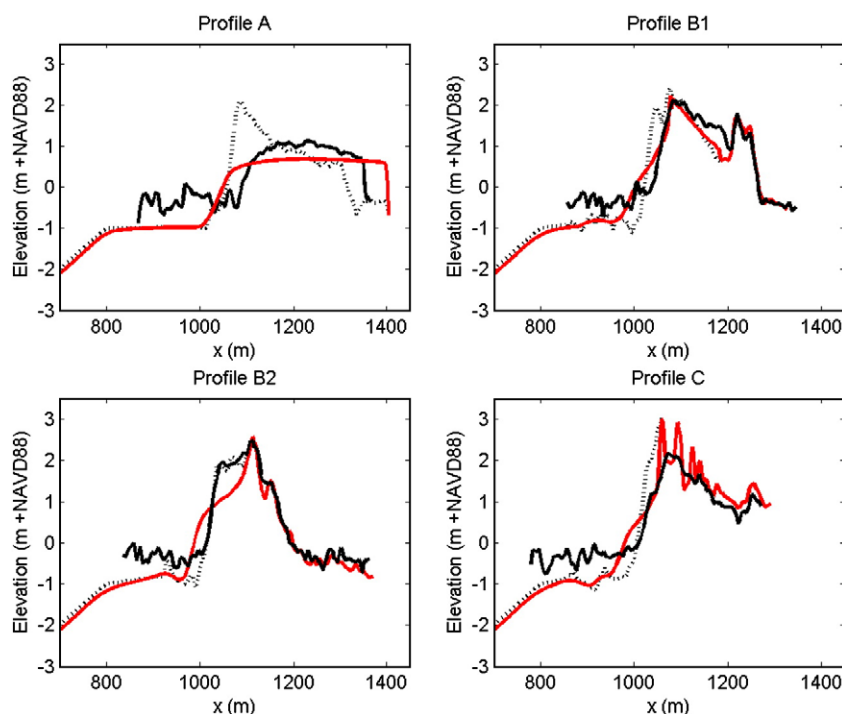 Profile A
Elevation (m +NAVD88)
3
2
1
0
-1
-2
-3
800 1000 1200 1400
x (m)
Profile B1
Elevation (m +NAVD88)
3
2
1
0
-1
-2
-3
800 1000 1200 1400
x (m)
Profile B2
Elevation (m +NAVD88)
3
2
1
0
-1
-2
-3
800 1000 1200 1400
x (m)
Profile C
Elevation (m +NAVD88)
3
2
1
0
-1
-2
-3
800 1000 1200 1400
x (m)